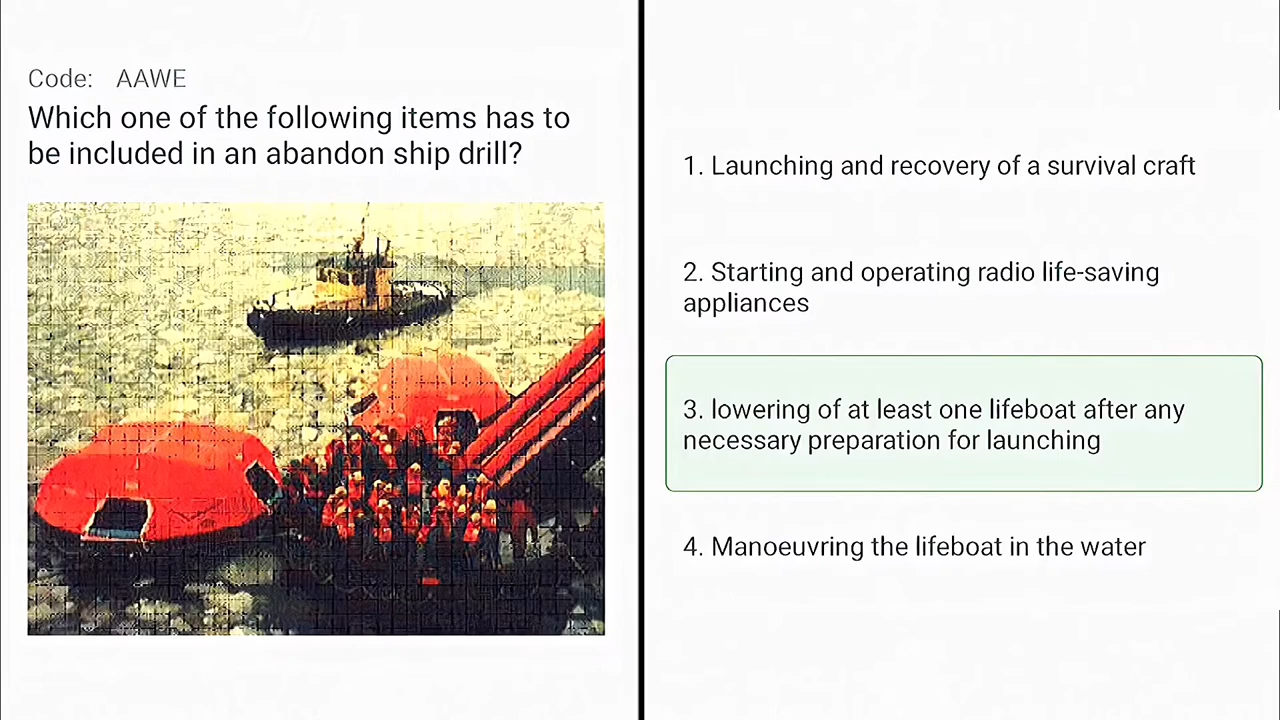 Code: AAWE
Which one of the following items has to
be included in an abandon ship drill?
1. Launching and recovery of a survival craft
2. Starting and operating radio life-saving
appliances
3. lowering of at least one lifeboat after any
necessary preparation for launching
4. Manoeuvring the lifeboat in the water